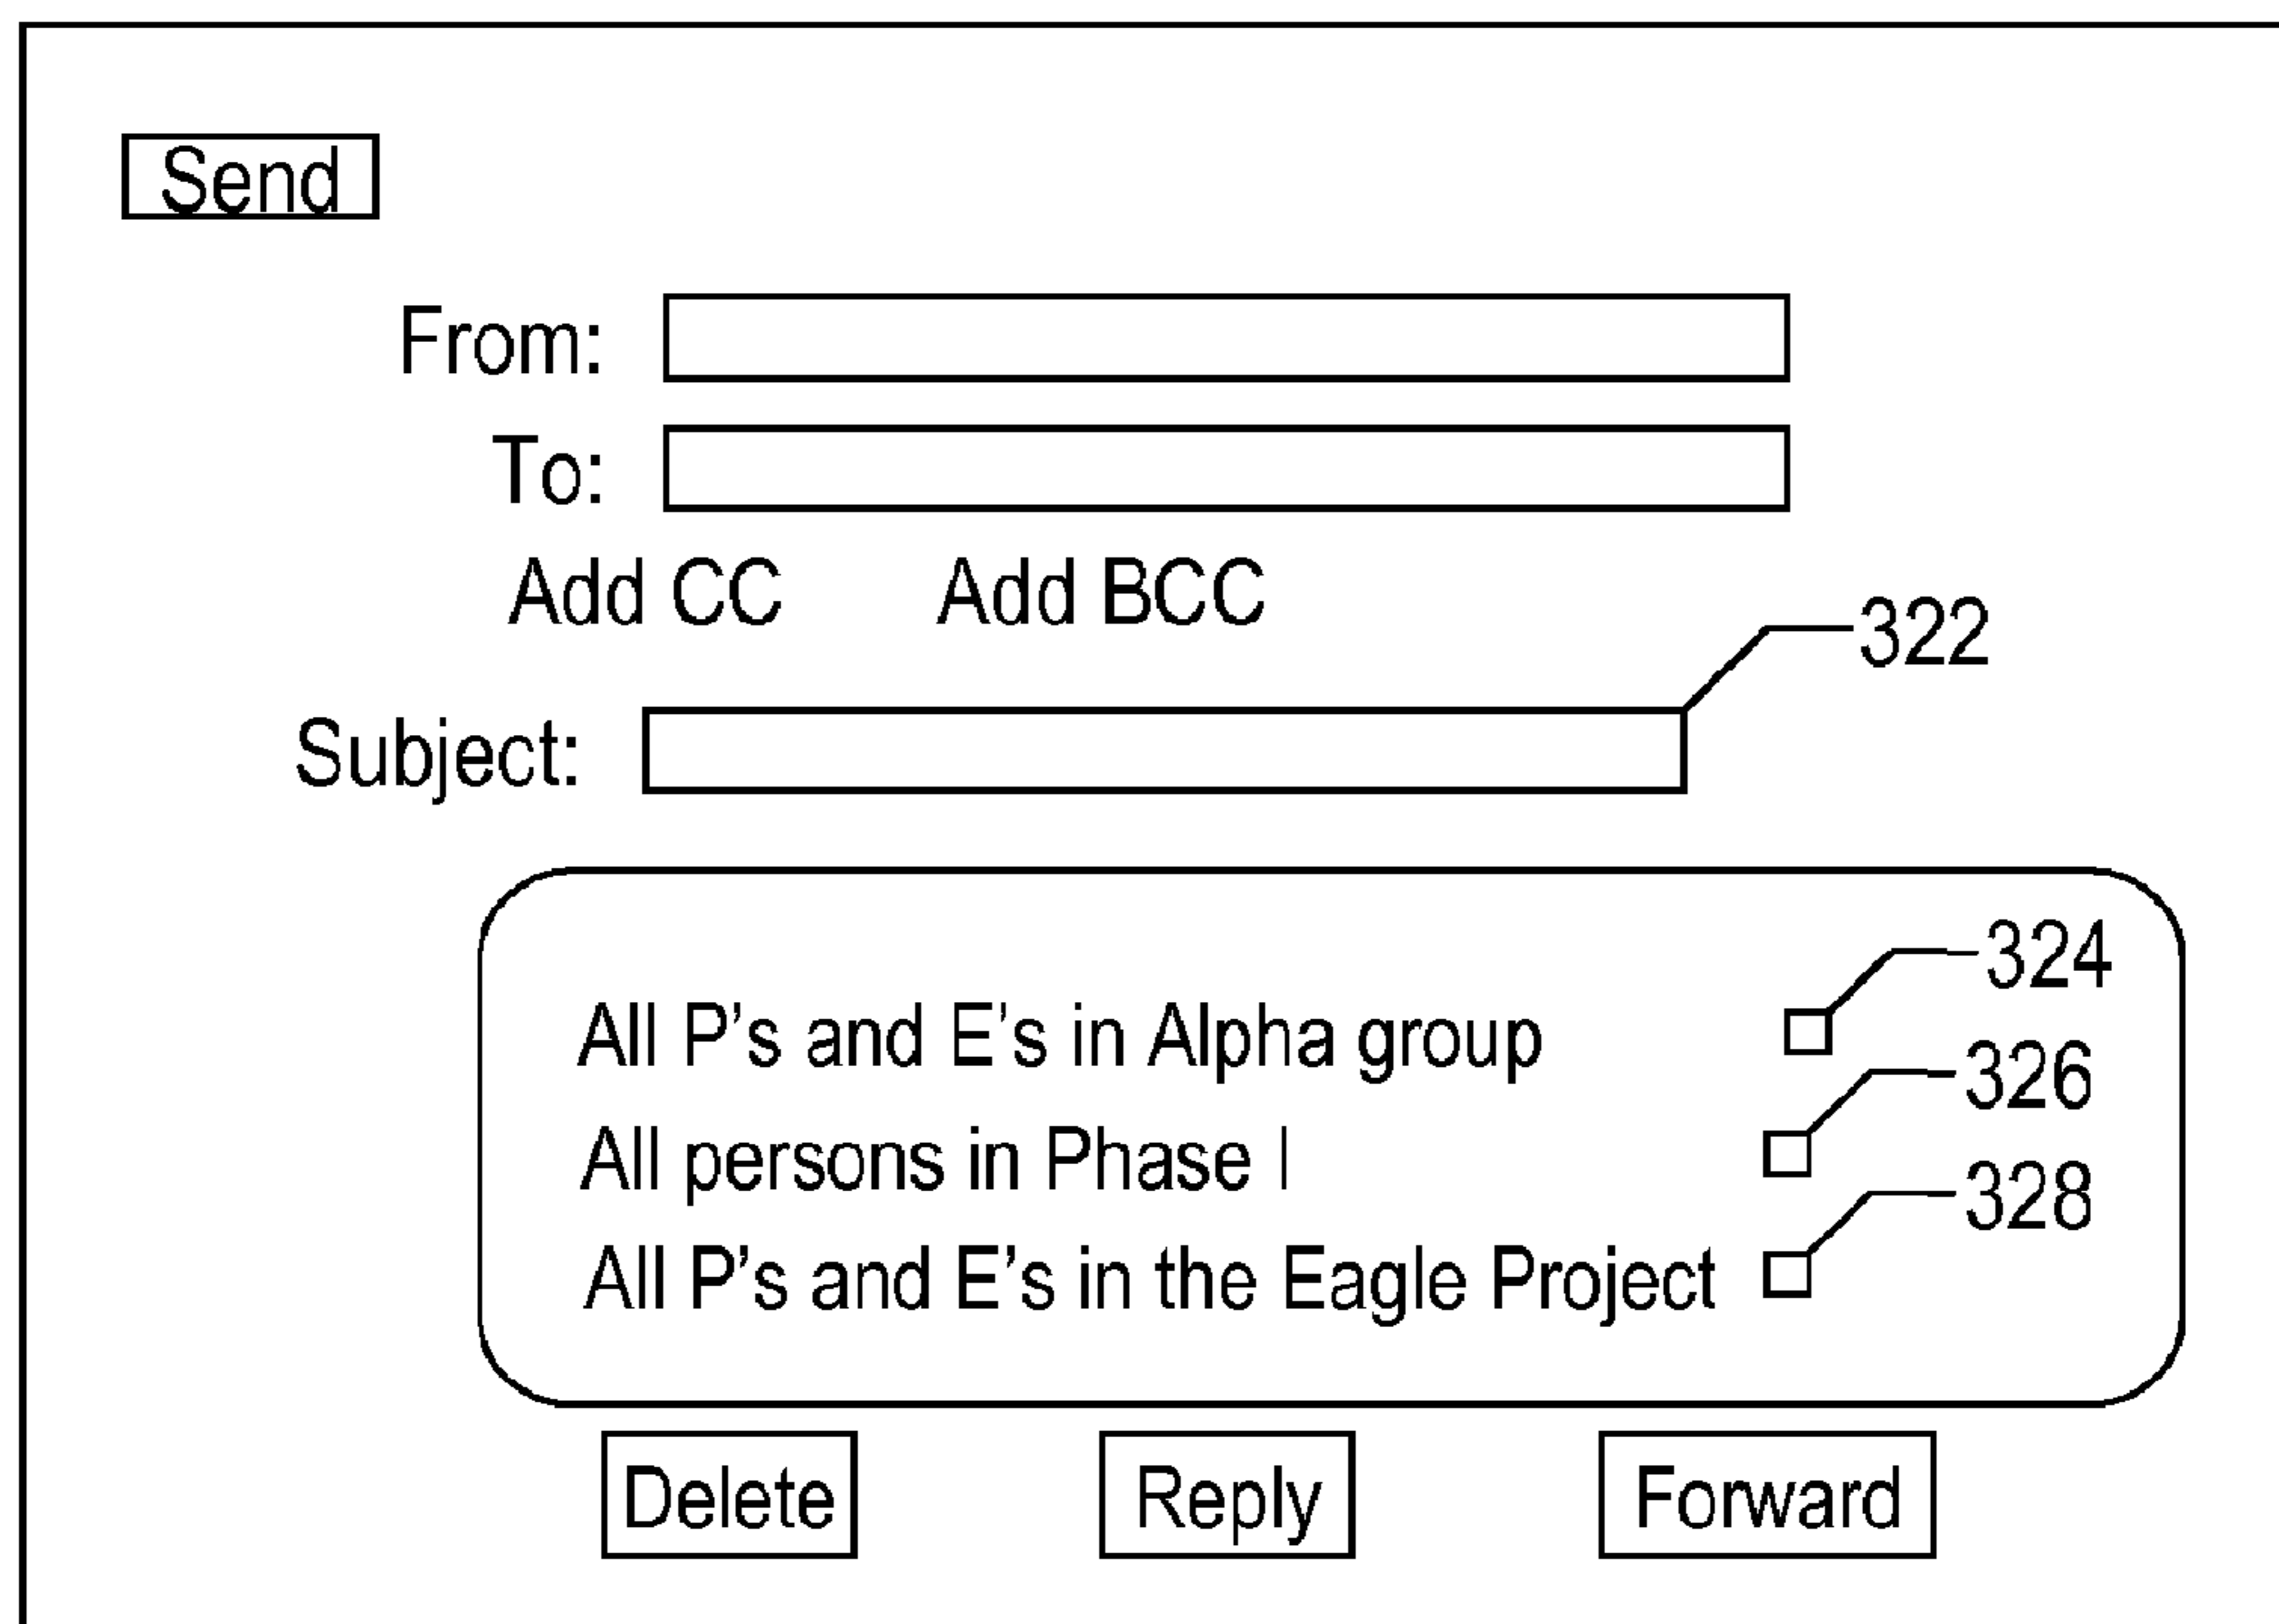 Send
From:
To:
Add CC Add BCC
322
Subject:
324
All P's and E's in Alpha group
326
All persons in Phase I
328
All P's and E's in the Eagle Project
Delete Reply Forward